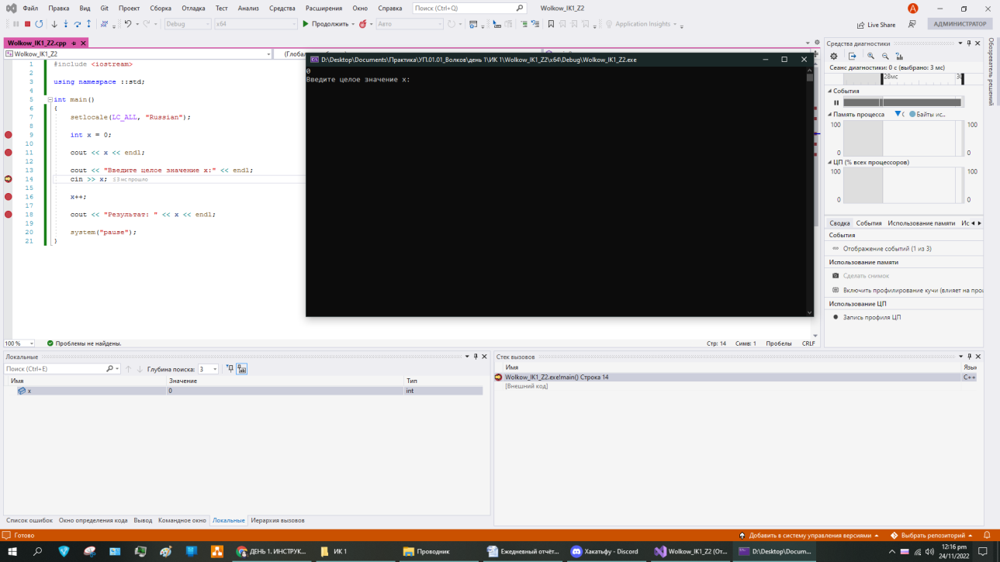 Файл Правка Вид Git Проект Сборка Отладка Тест Анализ Средства Расширения Окно Справка Поиск (Ctrl+Q) Wolkow_IK1_Z2 A
Debug x64 Продолжить Авто Application Insights Live Share АДМИНИСТРАТОР
Wolkow_IK1_Z2.cpp
Wolkow_IK1_Z2
1 #include <iostream>
2
3 using namespace ::std;
4
5 int main()
6 {
7 setlocale(LC_ALL, "Russian");
8
9 int x = 0;
10
11 cout << x << endl;
12
13 cout << "Введите целое значение x:" << endl;
14 cin >> x; ≤ 3 мс прошло
15
16 x++;
17
18 cout << "Результат: " << x << endl;
19
20 system("pause");
21 }
D:\Desktop\Documents\Практика\УП.01.01_Волков\день 1\ИК 1\Wolkow_IK1_Z2\x64\Debug\Wolkow_IK1_Z2.exe
0
Введите целое значение x:
Средства диагностики
Сеанс диагностики: 0 с (выбрано: 3 мс)
28мс
События
Память процесса Байты ис..
100 100
0 0
ЦП (% всех процессоров)
100 100
0 0
Сводка События Использование памяти Ис
События
Отображение событий (1 из 3)
Использование памяти
Сделать снимок
Включить профилирование кучи (влияет на про
Использование ЦП
Запись профиля ЦП
Обозреватель решений
100 % Проблемы не найдены. Стр: 14 Симв: 1 Пробелы CRLF
Локальные
Поиск (Ctrl+E) Глубина поиска: 3
Имя Значение Тип
x 0 int
Стек вызовов
Имя Язык
Wolkow_IK1_Z2.exe!main() Строка 14 C++
[Внешний код]
Список ошибок Окно определения кода Вывод Командное окно Локальные Иерархия вызовов
Готово Добавить в систему управления версиями Выбрать репозиторий
ДЕНЬ 1. ИНСТРУК... ИК 1 Проводник Ежедневный отчёт... Хакатьфу - Discord Wolkow_IK1_Z2 (От... D:\Desktop\Docum...
12:16 pm
24/11/2022